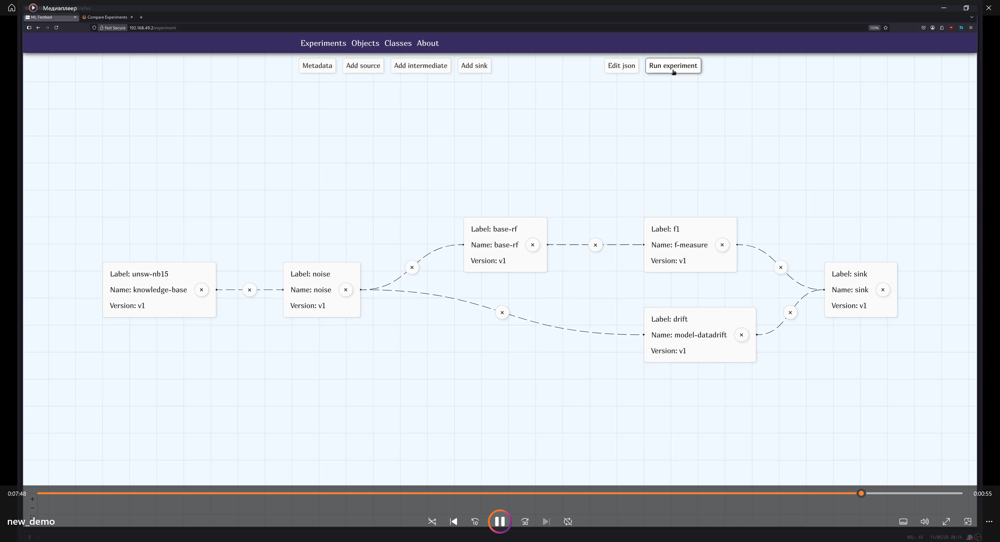 Медиаплеер
ML Testbed
Compare Experiments
Not Secure
192.168.49.2/experiment
133%
Experiments Objects Classes About
Metadata
Add source
Add intermediate
Add sink
Edit json
Run experiment
Label: base-rf
Name: base-rf
Version: v1
Label: f1
Name: f-measure
Version: v1
Label: unsw-nb15
Name: knowledge-base
Version: v1
Label: noise
Name: noise
Version: v1
Label: sink
Name: sink
Version: v1
Label: drift
Name: model-datadrift
Version: v1
0:07:48
0:00:55
new_demo
10
30
2
VOL: 45 11/05/25 20:14